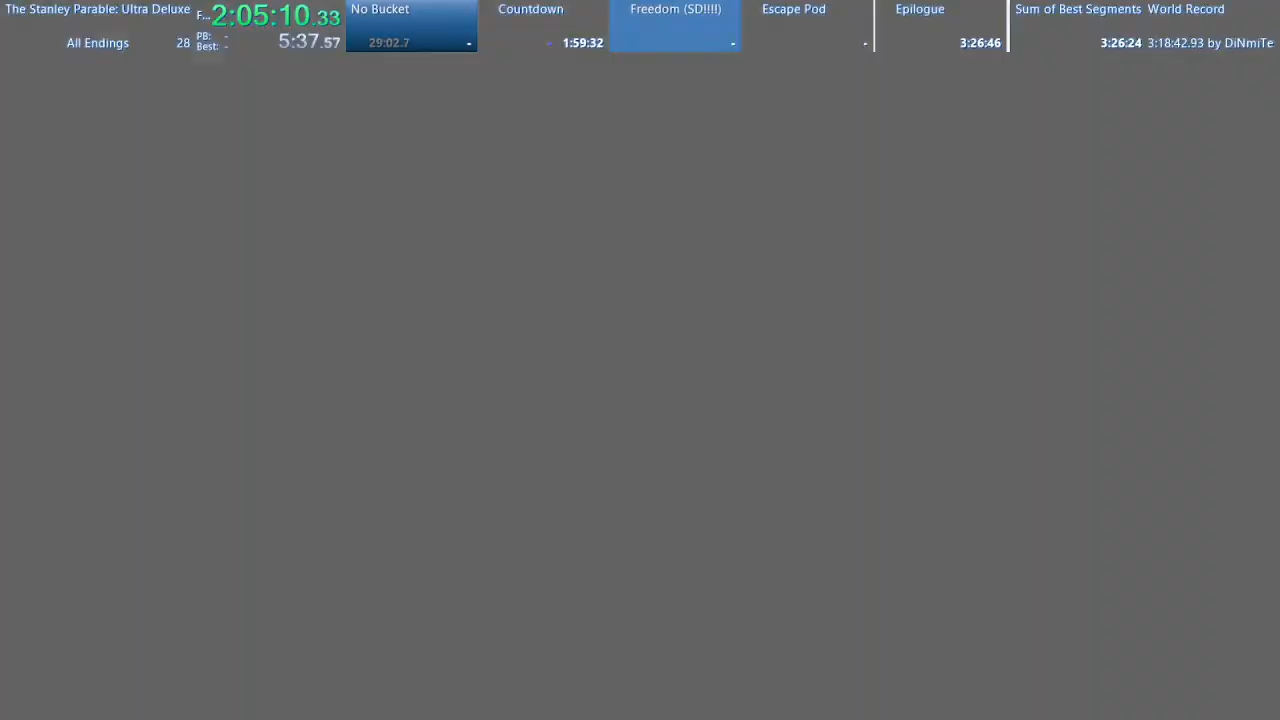 The Stanley Parable: Ultra Deluxe
All Endings 28
F... 2:05:10.33
PB: -
Best: -
5:37.57
No Bucket
29:02.7 -
Countdown
- 1:59:32
Freedom (SD!!!!)
-
Escape Pod
-
Epilogue
3:26:46
Sum of Best Segments
3:26:24
World Record
3:18:42.93 by DiNmiTe